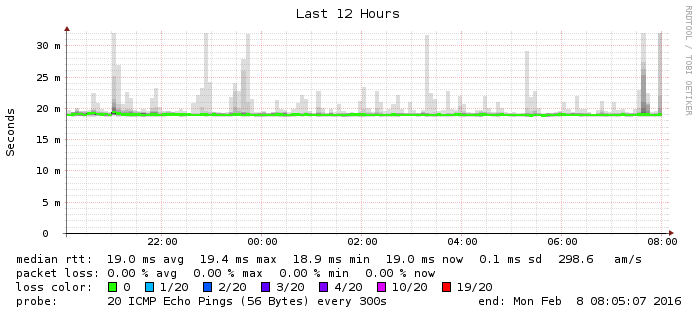 Last 12 Hours
RRDTOOL / TOBI OETIKER
Seconds
30 m
25 m
20 m
15 m
10 m
5 m
0
22:00 00:00 02:00 04:00 06:00 08:00
median rtt: 19.0 ms avg 19.4 ms max 18.9 ms min 19.0 ms now 0.1 ms sd 298.6 am/s
packet loss: 0.00 % avg 0.00 % max 0.00 % min 0.00 % now
loss color: 0 1/20 2/20 3/20 4/20 10/20 19/20
probe: 20 ICMP Echo Pings (56 Bytes) every 300s end: Mon Feb 8 08:05:07 2016